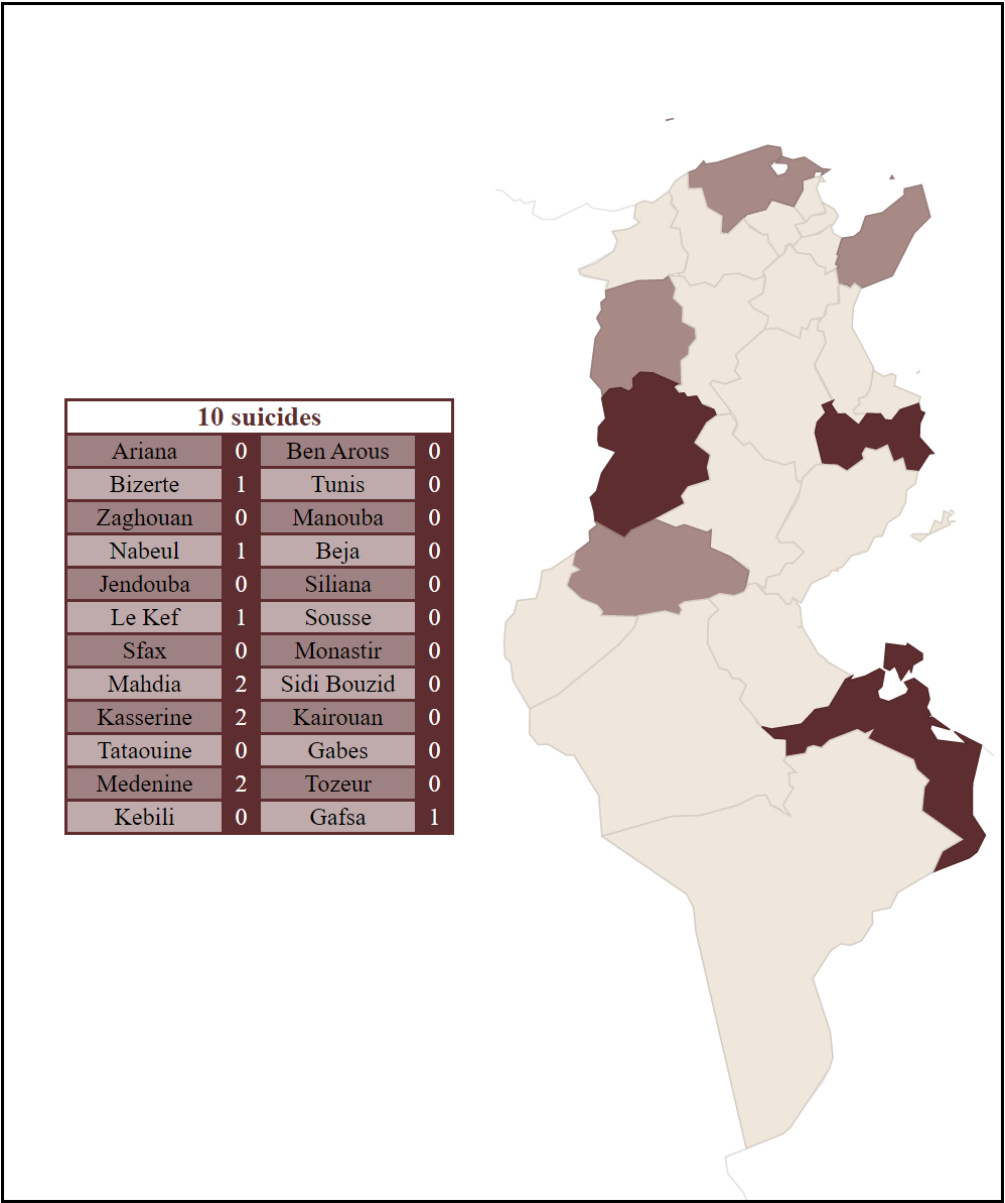 10 suicides
Ariana 0 Ben Arous 0
Bizerte 1 Tunis 0
Zaghouan 0 Manouba 0
Nabeul 1 Beja 0
Jendouba 0 Siliana 0
Le Kef 1 Sousse 0
Sfax 0 Monastir 0
Mahdia 2 Sidi Bouzid 0
Kasserine 2 Kairouan 0
Tataouine 0 Gabes 0
Medenine 2 Tozeur 0
Kebili 0 Gafsa 1